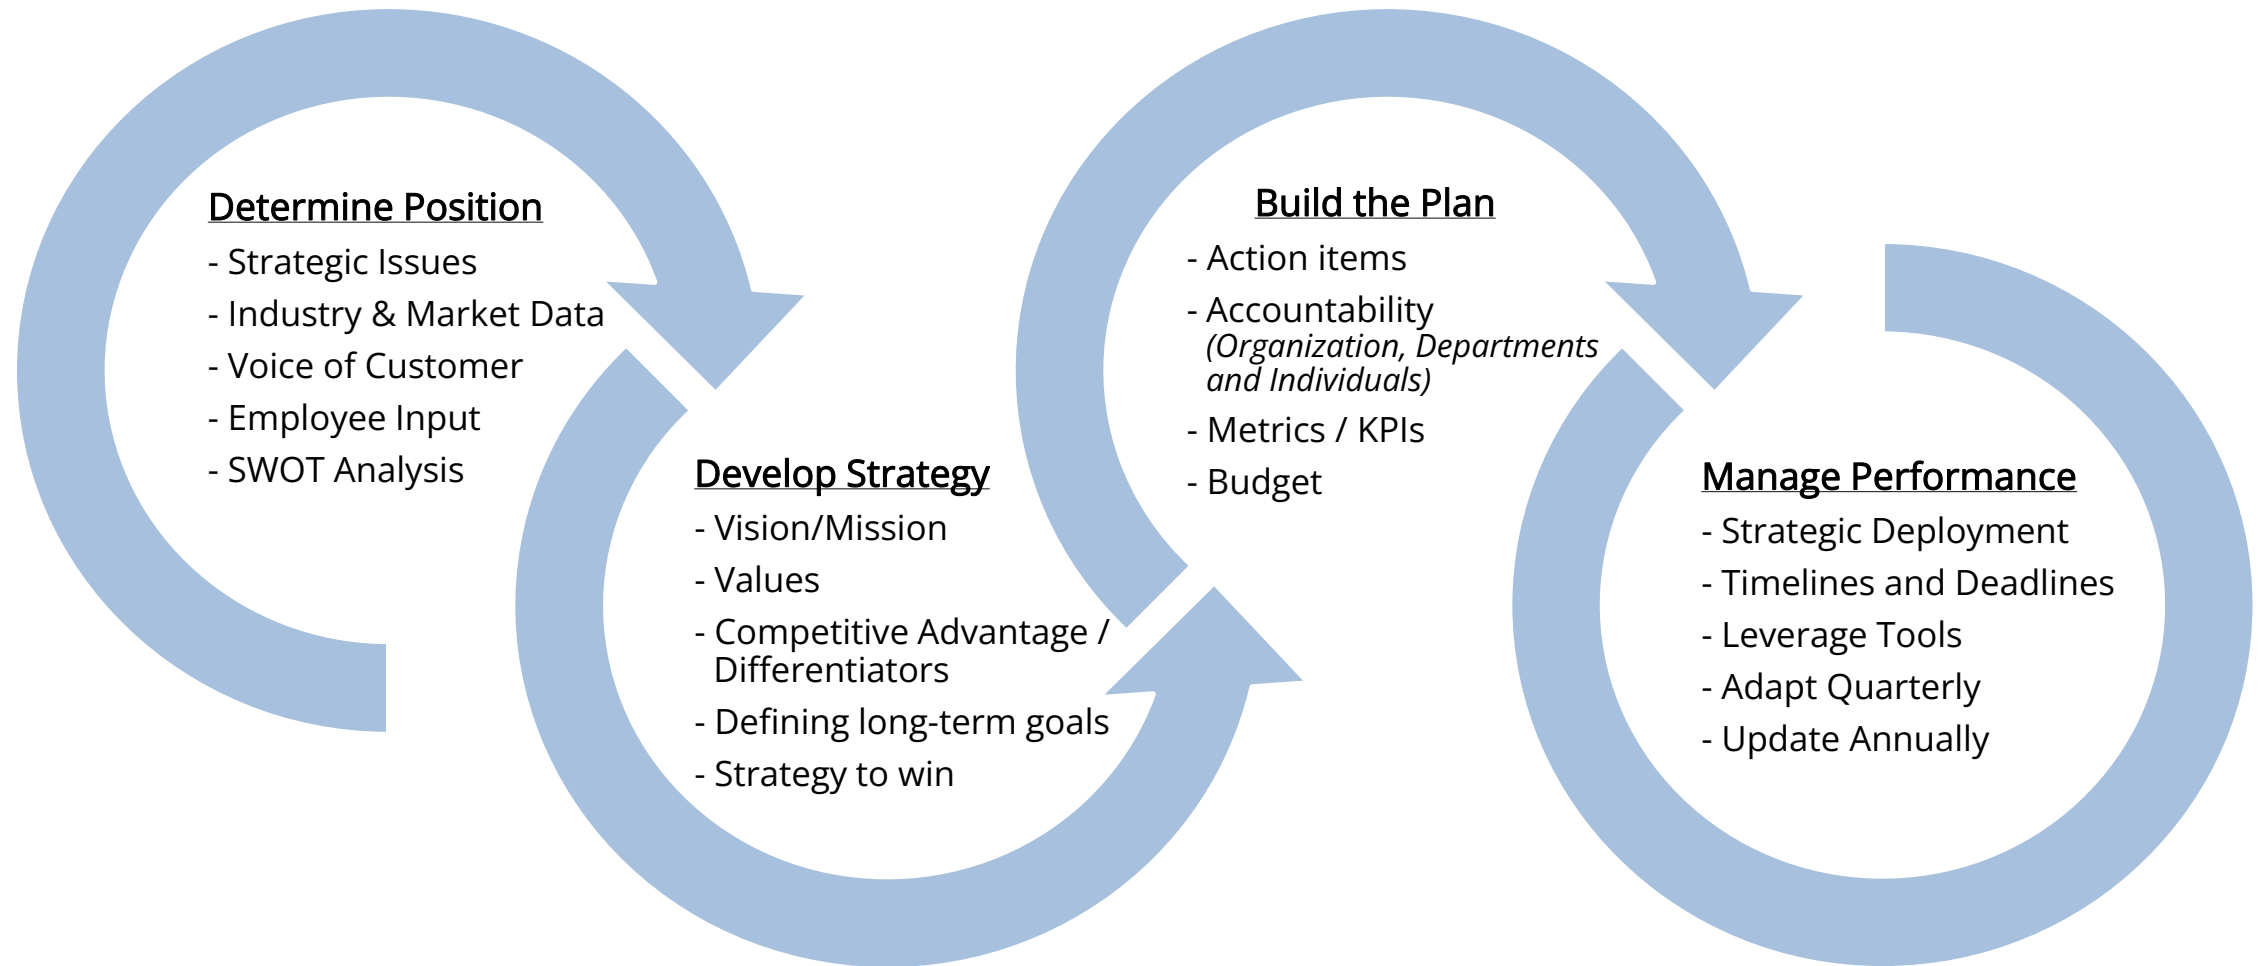 Determine Position
- Strategic Issues
- Industry & Market Data
- Voice of Customer
- Employee Input
- SWOT Analysis
Develop Strategy
- Vision/Mission
- Values
- Competitive Advantage /
Differentiators
- Defining long-term goals
- Strategy to win
Build the Plan
- Action items
- Accountability
(Organization, Departments
and Individuals)
- Metrics / KPIs
- Budget
Manage Performance
- Strategic Deployment
- Timelines and Deadlines
- Leverage Tools
- Adapt Quarterly
- Update Annually